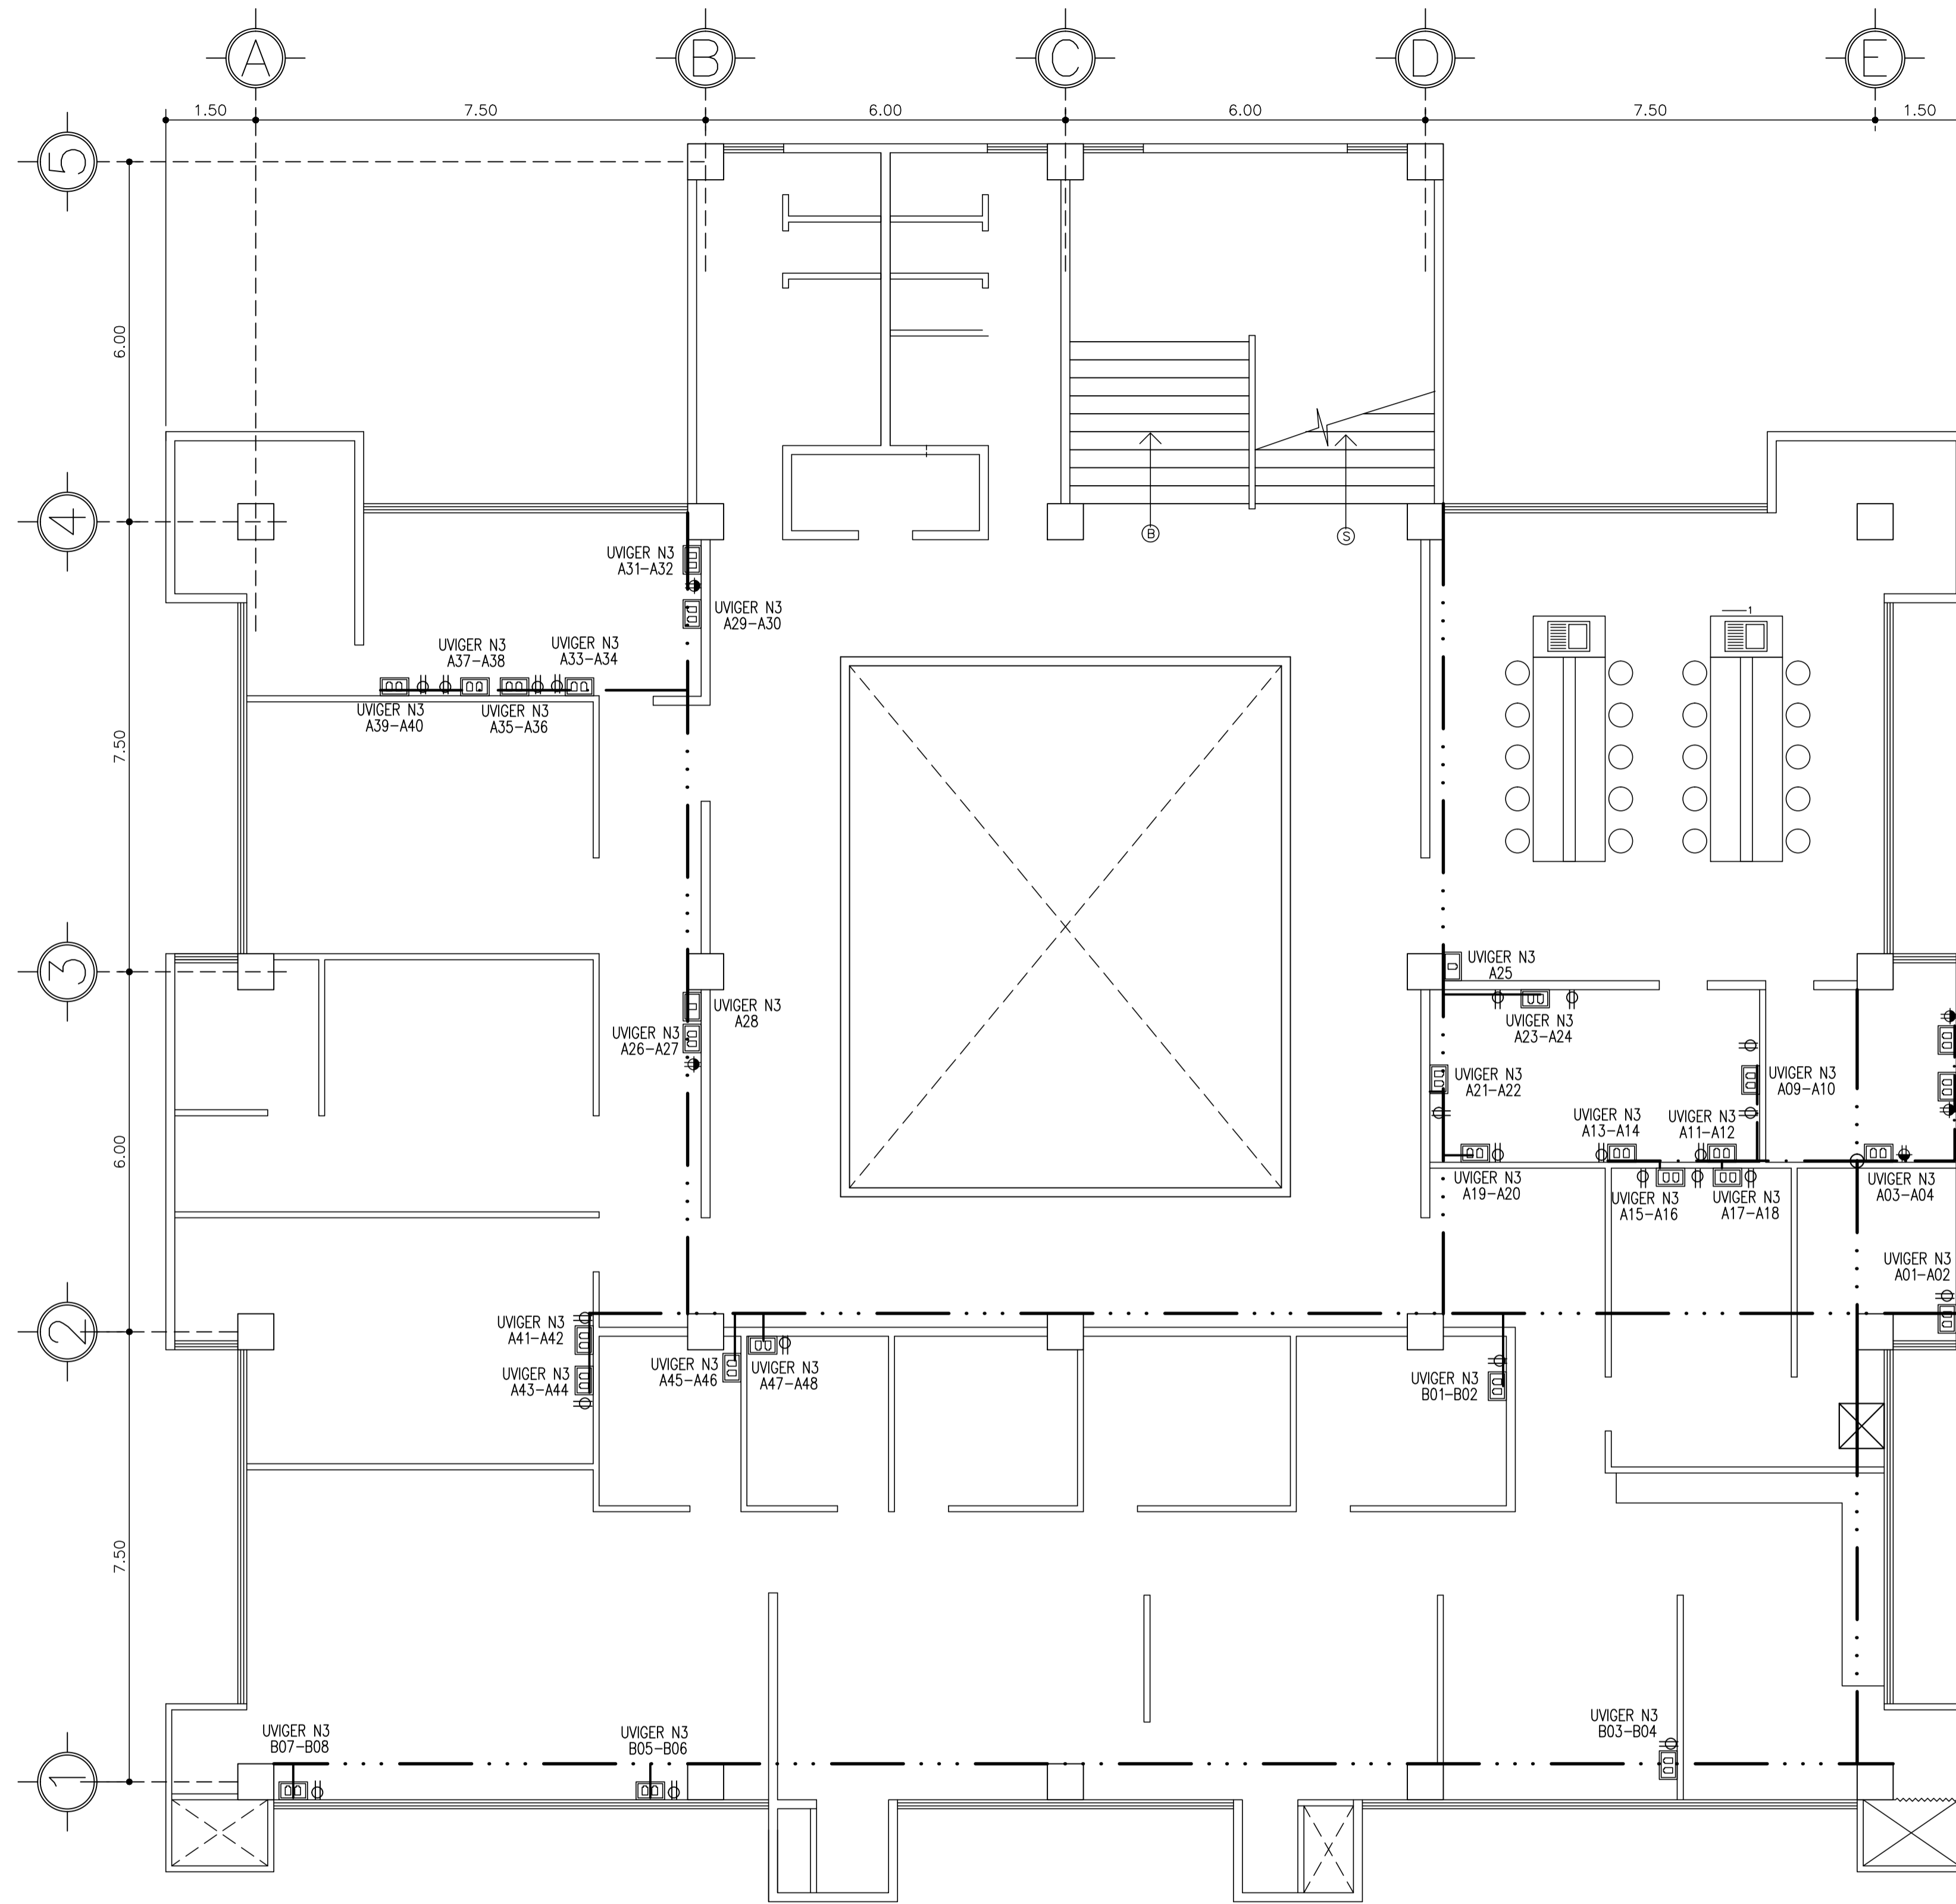 A
B
C
D
E
1.50
7.50
6.00
6.00
7.50
1.50
5
6.00
4
B
S
UVIGER N3
A31-A32
UVIGER N3
A29-A30
1
UVIGER N3
A37-A38
UVIGER N3
A33-A34
UVIGER N3
A39-A40
UVIGER N3
A35-A36
7.50
3
UVIGER N3
A25
UVIGER N3
A28
UVIGER N3
A26-A27
UVIGER N3
A23-A24
UVIGER N3
A21-A22
UVIGER N3
A09-A10
UVIGER N3
A13-A14
UVIGER N3
A11-A12
6.00
UVIGER N3
A19-A20
UVIGER N3
A15-A16
UVIGER N3
A17-A18
UVIGER N3
A03-A04
UVIGER N3
A01-A02
2
UVIGER N3
A41-A42
UVIGER N3
A43-A44
UVIGER N3
A45-A46
UVIGER N3
A47-A48
UVIGER N3
B01-B02
7.50
UVIGER N3
B07-B08
UVIGER N3
B05-B06
UVIGER N3
B03-B04
1